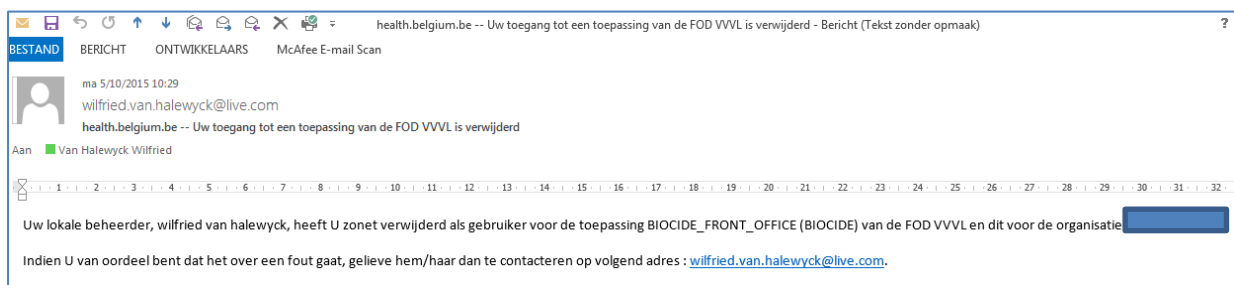 health.belgium.be -- Uw toegang tot een toepassing van de FOD VVVL is verwijderd - Bericht (Tekst zonder opmaak) ?
BESTAND BERICHT ONTWIKKELAARS McAfee E-mail Scan
ma 5/10/2015 10:29
wilfried.van.halewyck@live.com
health.belgium.be -- Uw toegang tot een toepassing van de FOD VVVL is verwijderd
Aan Van Halewyck Wilfried
1 2 3 4 5 6 7 8 9 10 11 12 13 14 15 16 17 18 19 20 21 22 23 24 25 26 27 28 29 30 31 32
Uw lokale beheerder, wilfried van halewyck, heeft U zonet verwijderd als gebruiker voor de toepassing BIOCIDE_FRONT_OFFICE (BIOCIDE) van de FOD VVVL en dit voor de organisatie
Indien U van oordeel bent dat het over een fout gaat, gelieve hem/haar dan te contacteren op volgend adres : wilfried.van.halewyck@live.com.